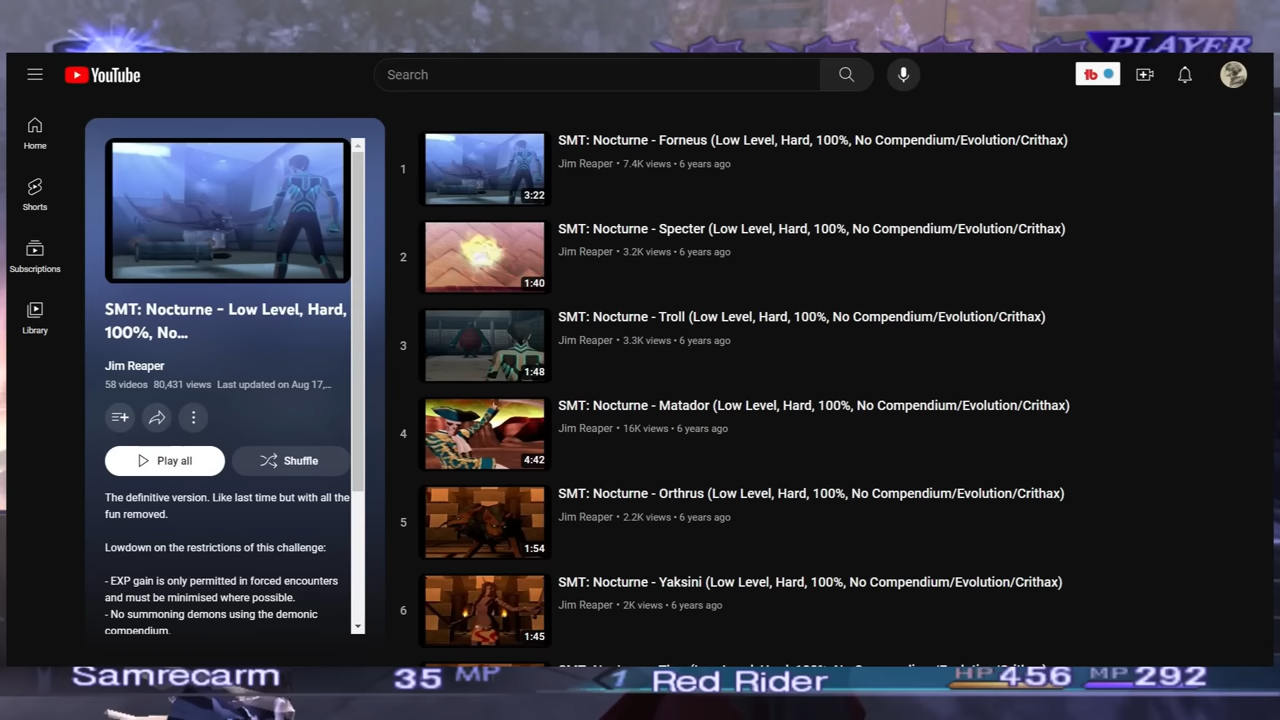 PLAYER
YouTube
Search
Home
Shorts
Subscriptions
Library
SMT: Nocturne - Low Level, Hard,
100%, No...
Jim Reaper
58 videos 80,431 views Last updated on Aug 17,...
Play all
Shuffle
The definitive version. Like last time but with all the
fun removed.
Lowdown on the restrictions of this challenge:
- EXP gain is only permitted in forced encounters
and must be minimised where possible.
- No summoning demons using the demonic
compendium.
1
3:22
SMT: Nocturne - Forneus (Low Level, Hard, 100%, No Compendium/Evolution/Crithax)
Jim Reaper • 7.4K views • 6 years ago
2
1:40
SMT: Nocturne - Specter (Low Level, Hard, 100%, No Compendium/Evolution/Crithax)
Jim Reaper • 3.2K views • 6 years ago
3
1:48
SMT: Nocturne - Troll (Low Level, Hard, 100%, No Compendium/Evolution/Crithax)
Jim Reaper • 3.3K views • 6 years ago
4
4:42
SMT: Nocturne - Matador (Low Level, Hard, 100%, No Compendium/Evolution/Crithax)
Jim Reaper • 16K views • 6 years ago
5
1:54
SMT: Nocturne - Orthrus (Low Level, Hard, 100%, No Compendium/Evolution/Crithax)
Jim Reaper • 2.2K views • 6 years ago
6
1:45
SMT: Nocturne - Yaksini (Low Level, Hard, 100%, No Compendium/Evolution/Crithax)
Jim Reaper • 2K views • 6 years ago
Samrecarm 35 MP 1 Red Rider HP 456 MP 292